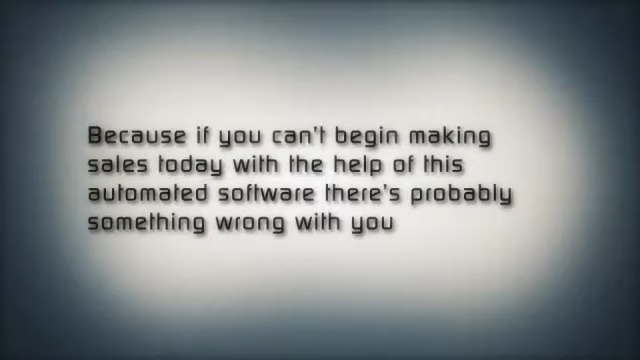 Because if you can't begin making
sales today with the help of this
automated software there's probably
something wrong with you